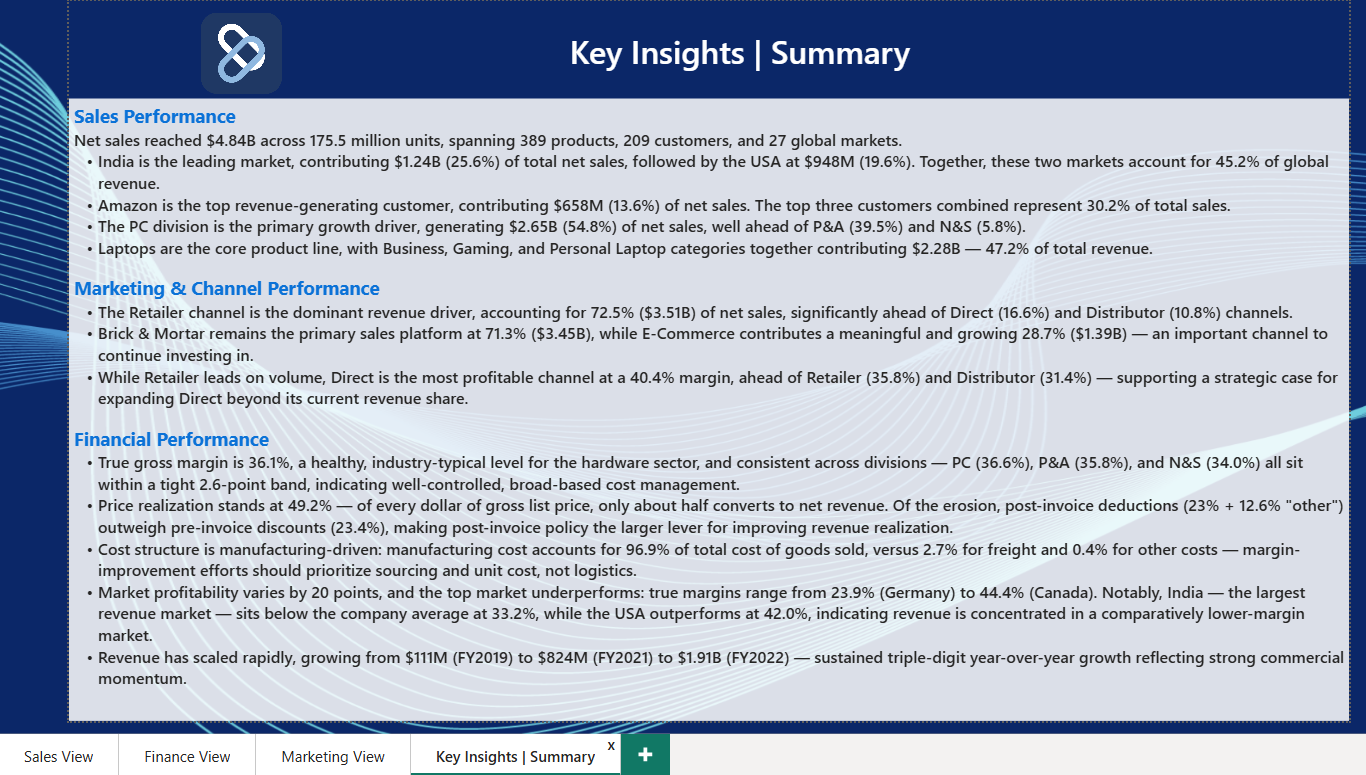 Key Insights | Summary
Sales Performance
Net sales reached $4.84B across 175.5 million units, spanning 389 products, 209 customers, and 27 global markets.
• India is the leading market, contributing $1.24B (25.6%) of total net sales, followed by the USA at $948M (19.6%). Together, these two markets account for 45.2% of global
revenue.
• Amazon is the top revenue-generating customer, contributing $658M (13.6%) of net sales. The top three customers combined represent 30.2% of total sales.
• The PC division is the primary growth driver, generating $2.65B (54.8%) of net sales, well ahead of P&A (39.5%) and N&S (5.8%).
• Laptops are the core product line, with Business, Gaming, and Personal Laptop categories together contributing $2.28B — 47.2% of total revenue.
Marketing & Channel Performance
• The Retailer channel is the dominant revenue driver, accounting for 72.5% ($3.51B) of net sales, significantly ahead of Direct (16.6%) and Distributor (10.8%) channels.
• Brick & Mortar remains the primary sales platform at 71.3% ($3.45B), while E-Commerce contributes a meaningful and growing 28.7% ($1.39B) — an important channel to
continue investing in.
• While Retailer leads on volume, Direct is the most profitable channel at a 40.4% margin, ahead of Retailer (35.8%) and Distributor (31.4%) — supporting a strategic case for
expanding Direct beyond its current revenue share.
Financial Performance
• True gross margin is 36.1%, a healthy, industry-typical level for the hardware sector, and consistent across divisions — PC (36.6%), P&A (35.8%), and N&S (34.0%) all sit
within a tight 2.6-point band, indicating well-controlled, broad-based cost management.
• Price realization stands at 49.2% — of every dollar of gross list price, only about half converts to net revenue. Of the erosion, post-invoice deductions (23% + 12.6% "other")
outweigh pre-invoice discounts (23.4%), making post-invoice policy the larger lever for improving revenue realization.
• Cost structure is manufacturing-driven: manufacturing cost accounts for 96.9% of total cost of goods sold, versus 2.7% for freight and 0.4% for other costs — margin-
improvement efforts should prioritize sourcing and unit cost, not logistics.
• Market profitability varies by 20 points, and the top market underperforms: true margins range from 23.9% (Germany) to 44.4% (Canada). Notably, India — the largest
revenue market — sits below the company average at 33.2%, while the USA outperforms at 42.0%, indicating revenue is concentrated in a comparatively lower-margin
market.
• Revenue has scaled rapidly, growing from $111M (FY2019) to $824M (FY2021) to $1.91B (FY2022) — sustained triple-digit year-over-year growth reflecting strong commercial
momentum.
Sales View
Finance View
Marketing View
Key Insights | Summary
x
+